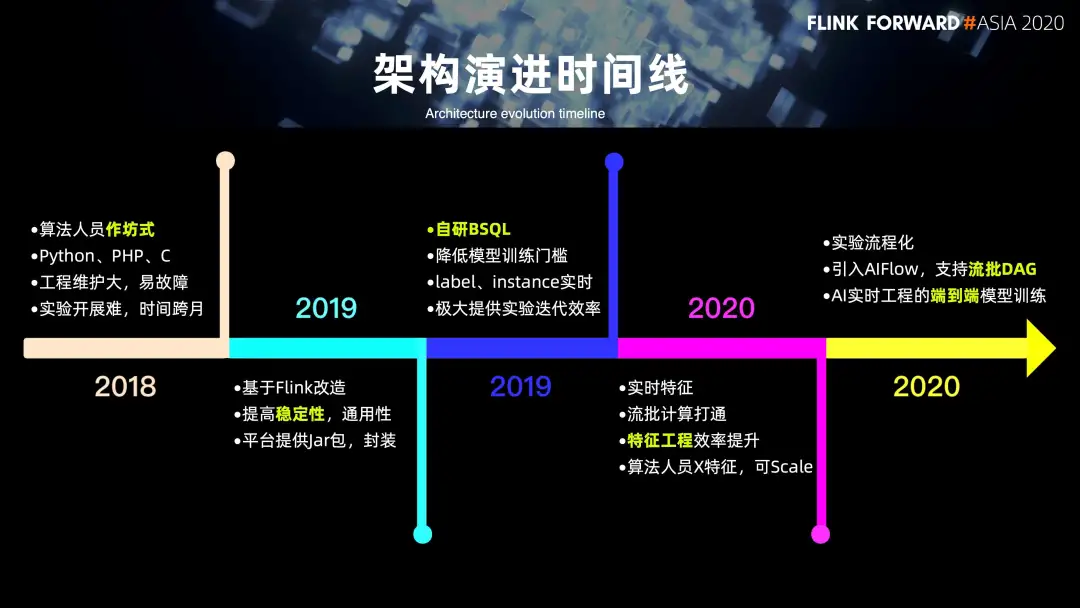 FLINK FORWARD#ASIA 2020
架构演进时间线
Architecture evolution timeline
•算法人员作坊式
•Python、PHP、C
•工程维护大，易故障
•实验开展难，时间跨月
2018
2019
•基于Flink改造
•提高稳定性，通用性
•平台提供Jar包，封装
•自研BSQL
•降低模型训练门槛
•label、instance实时
•极大提供实验迭代效率
2019
2020
•实时特征
•流批计算打通
•特征工程效率提升
•算法人员X特征，可Scale
•实验流程化
•引入AIFlow，支持流批DAG
•AI实时工程的端到端模型训练
2020